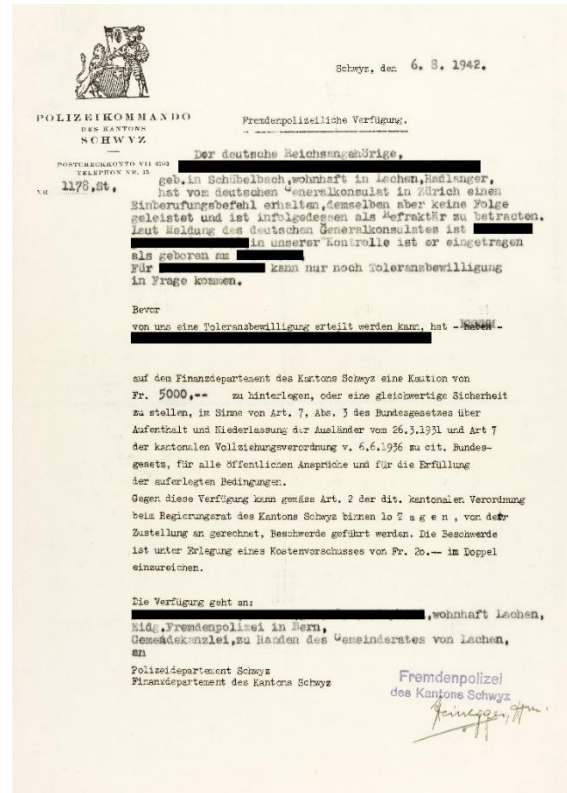 Schwyz, den 6. 8. 1942.
POLIZEIKOMMANDO
DES KANTONS
SCHWYZ
POSTCHECKKONTO VII
TELEPHON NR. 15
NR. 1178,St,
Fremdenpolizeiliche Verfügung.
Der deutsche Reichsangehörige,
geb.in Schübelbach,wohnhaft in Lachen,Hadlanger,
hat vom deutschen Generalkonsulat in Zürich einen
Einberufungsbefehl erhalten,demselben aber keine Folge
geleistet und ist infolgedessen als Refraktär zu betracten.
Laut Meldung des deutschen Generalkonsulates ist
in unserer Kontrolle ist er eingetragen
als geboren am
Für kann nur noch Toleranzbewilligung
in Frage kommen.
Bevor
von uns eine Toleranzbewilligung erteilt werden kann, hat - haben -
auf dem Finanzdepartement des Kantons Schwyz eine Kaution von
Fr. 5000,-- zu hinterlegen, oder eine gleichwertige Sicherheit
zu stellen, im Sinne von Art. 7, Abs. 3 des Bundesgesetzes über
Aufenthalt und Niederlassung der Ausländer vom 26.3.1931 und Art 7
der kantonalen Vollziehungsverordnung v. 6.6.1936 zu cit. Bundes-
gesetz, für alle öffentlichen Ansprüche und für die Erfüllung
der auferlegten Bedingungen.
Gegen diese Verfügung kann gemäss Art. 2 der dit. kantonalen Verordnung
beim Regierungsrat des Kantons Schwyz binnen lo T a g e n , von der
Zustellung an gerechnet, Beschwerde geführt werden. Die Beschwerde
ist unter Erlegung eines Kostenvorschusses von Fr. 2o.-- im Doppel
einzureichen.
Die Verfügung geht an:
,wohnhaft Lachen,
Eidg.Fremdenpolizei in Bern,
Gemeindekanzlei,zu Handen des Gemeinderates von Lachen,
an
Polizeidepartement Schwyz
Finanzdepartement des Kantons Schwyz
Fremdenpolizei
des Kantons Schwyz